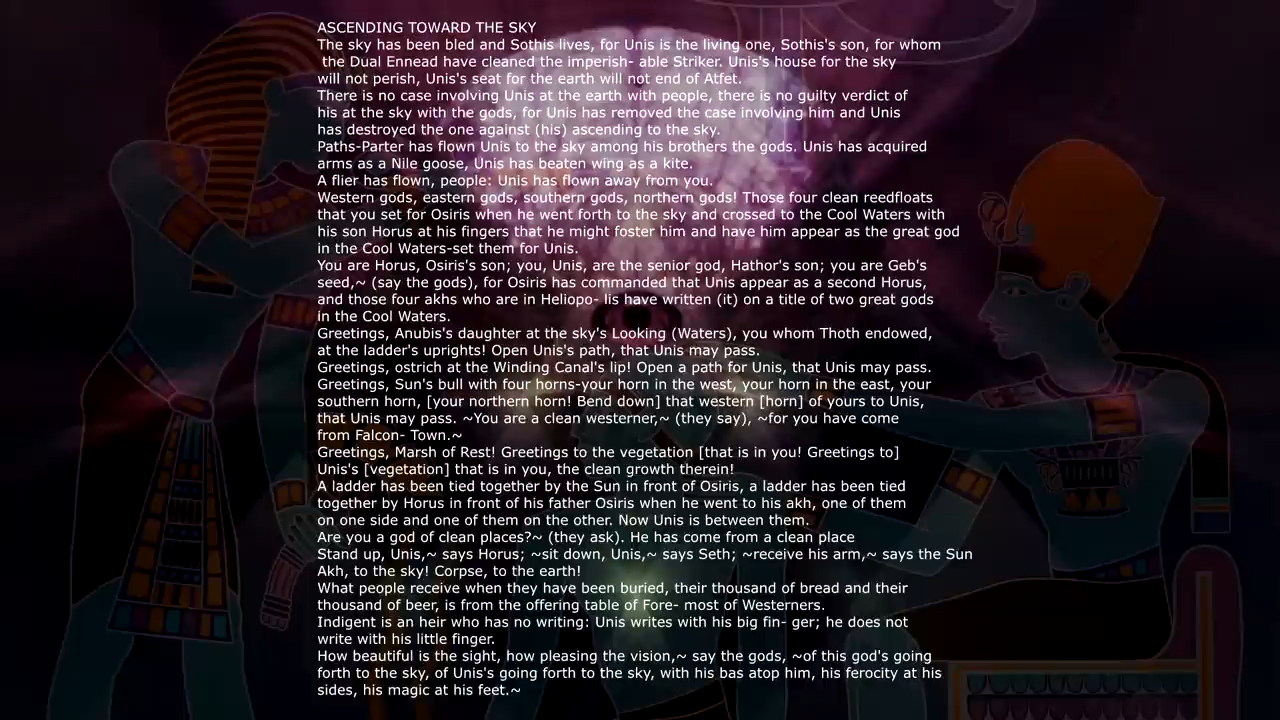 ASCENDING TOWARD THE SKY
The sky has been bled and Sothis lives, for Unis is the living one, Sothis's son, for whom
the Dual Ennead have cleaned the imperish- able Striker. Unis's house for the sky
will not perish, Unis's seat for the earth will not end of Atfet.
There is no case involving Unis at the earth with people, there is no guilty verdict of
his at the sky with the gods, for Unis has removed the case involving him and Unis
has destroyed the one against (his) ascending to the sky.
Paths-Parter has flown Unis to the sky among his brothers the gods. Unis has acquired
arms as a Nile goose, Unis has beaten wing as a kite.
A flier has flown, people: Unis has flown away from you.
Western gods, eastern gods, southern gods, northern gods! Those four clean reedfloats
that you set for Osiris when he went forth to the sky and crossed to the Cool Waters with
his son Horus at his fingers that he might foster him and have him appear as the great god
in the Cool Waters-set them for Unis.
You are Horus, Osiris's son; you, Unis, are the senior god, Hathor's son; you are Geb's
seed,~ (say the gods), for Osiris has commanded that Unis appear as a second Horus,
and those four akhs who are in Heliopo- lis have written (it) on a title of two great gods
in the Cool Waters.
Greetings, Anubis's daughter at the sky's Looking (Waters), you whom Thoth endowed,
at the ladder's uprights! Open Unis's path, that Unis may pass.
Greetings, ostrich at the Winding Canal's lip! Open a path for Unis, that Unis may pass.
Greetings, Sun's bull with four horns-your horn in the west, your horn in the east, your
southern horn, [your northern horn! Bend down] that western [horn] of yours to Unis,
that Unis may pass. ~You are a clean westerner,~ (they say), ~for you have come
from Falcon- Town.~
Greetings, Marsh of Rest! Greetings to the vegetation [that is in you! Greetings to]
Unis's [vegetation] that is in you, the clean growth therein!
A ladder has been tied together by the Sun in front of Osiris, a ladder has been tied
together by Horus in front of his father Osiris when he went to his akh, one of them
on one side and one of them on the other. Now Unis is between them.
Are you a god of clean places?~ (they ask). He has come from a clean place
Stand up, Unis,~ says Horus; ~sit down, Unis,~ says Seth; ~receive his arm,~ says the Sun
Akh, to the sky! Corpse, to the earth!
What people receive when they have been buried, their thousand of bread and their
thousand of beer, is from the offering table of Fore- most of Westerners.
Indigent is an heir who has no writing: Unis writes with his big fin- ger; he does not
write with his little finger.
How beautiful is the sight, how pleasing the vision,~ say the gods, ~of this god's going
forth to the sky, of Unis's going forth to the sky, with his bas atop him, his ferocity at his
sides, his magic at his feet.~